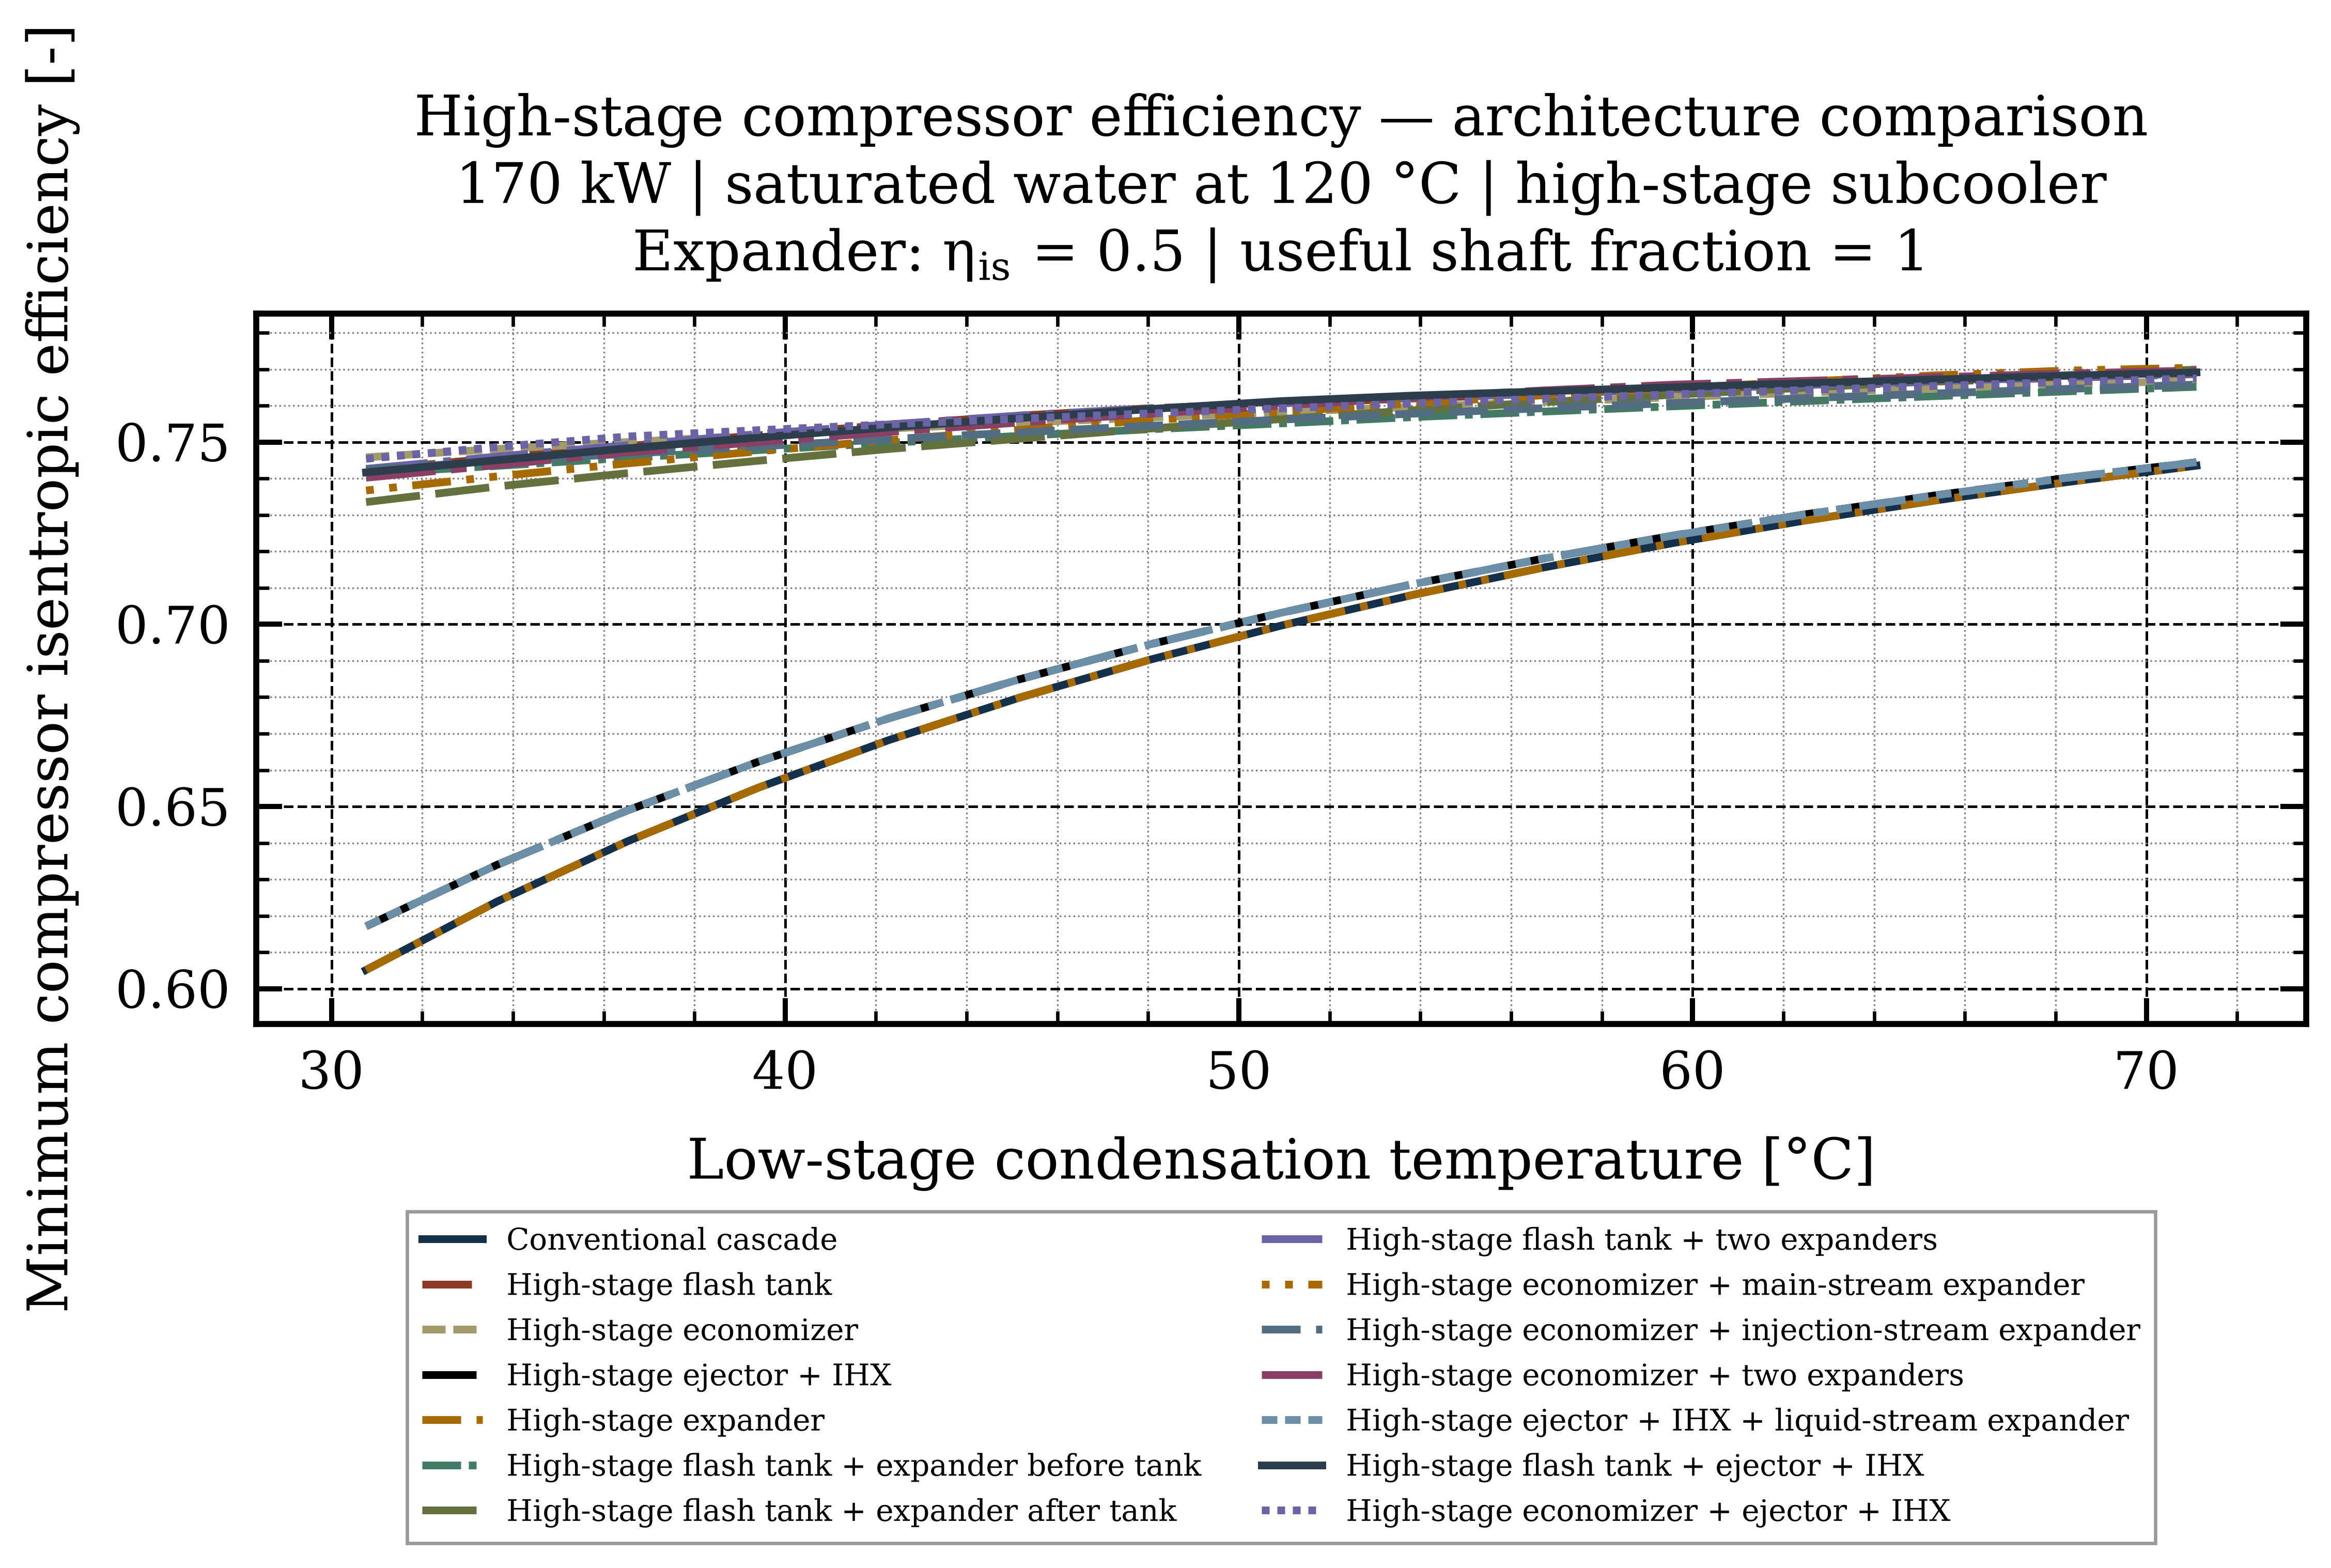 High-stage compressor efficiency — architecture comparison
170 kW | saturated water at 120 °C | high-stage subcooler
Expander: ηis = 0.5 | useful shaft fraction = 1
Minimum compressor isentropic efficiency [-]
0.75
0.70
0.65
0.60
30 40 50 60 70
Low-stage condensation temperature [°C]
Conventional cascade
High-stage flash tank
High-stage economizer
High-stage ejector + IHX
High-stage expander
High-stage flash tank + expander before tank
High-stage flash tank + expander after tank
High-stage flash tank + two expanders
High-stage economizer + main-stream expander
High-stage economizer + injection-stream expander
High-stage economizer + two expanders
High-stage ejector + IHX + liquid-stream expander
High-stage flash tank + ejector + IHX
High-stage economizer + ejector + IHX